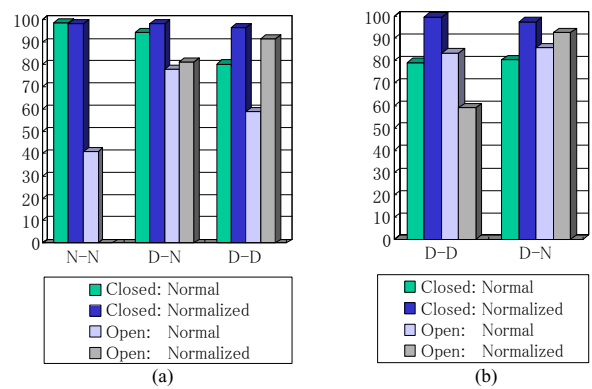 100
90
80
70
60
50
40
30
20
10
0
N-N D-N D-D
Closed: Normal
Closed: Normalized
Open: Normal
Open: Normalized
(a)
100
90
80
70
60
50
40
30
20
10
0
D-D D-N
Closed: Normal
Closed: Normalized
Open: Normal
Open: Normalized
(b)